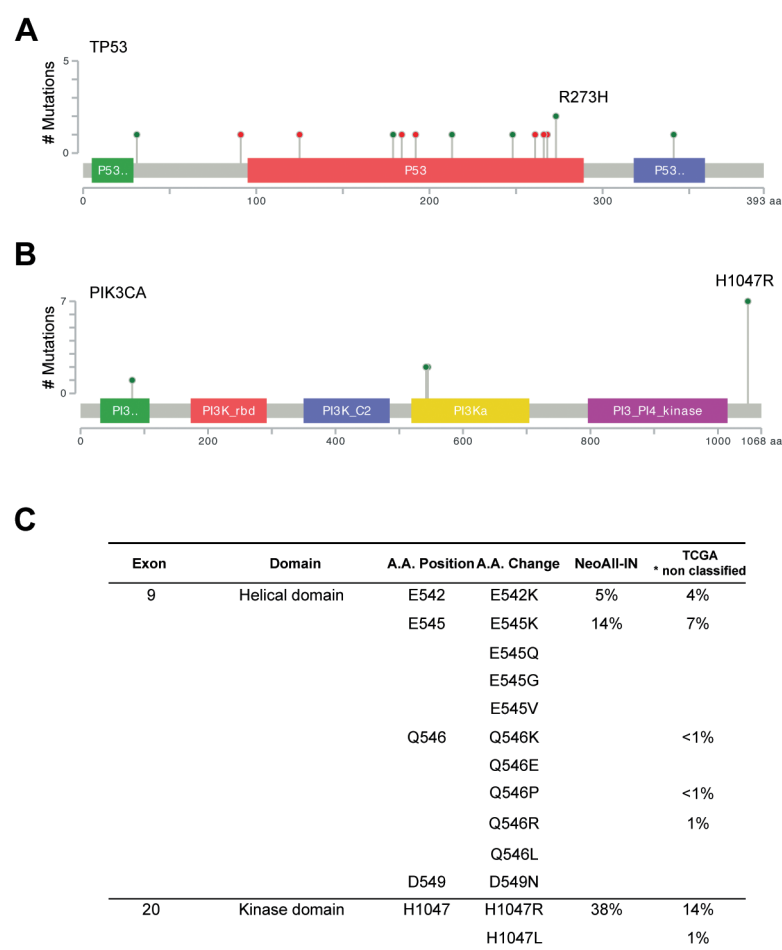 A
TP53
R273H
# Mutations
5
0
P53..
P53
P53..
0 100 200 300 393 aa
B
PIK3CA
H1047R
# Mutations
7
0
PI3..
PI3K_rbd
PI3K_C2
PI3Ka
PI3_PI4_kinase
0 200 400 600 800 1000 1068 aa
C
Exon Domain A.A. Position A.A. Change NeoAll-IN TCGA
* non classified
9 Helical domain E542 E542K 5% 4%
E545 E545K 14% 7%
E545Q
E545G
E545V
Q546 Q546K <1%
Q546E
Q546P <1%
Q546R 1%
Q546L
D549 D549N
20 Kinase domain H1047 H1047R 38% 14%
H1047L 1%